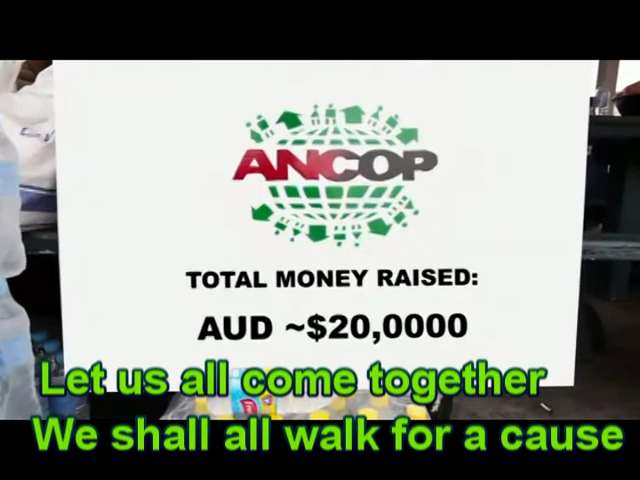 ANCOP
TOTAL MONEY RAISED:
AUD ~$20,0000
Let us all come together
We shall all walk for a cause